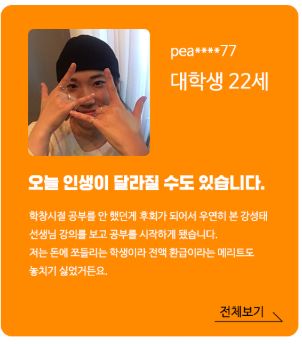 pea****77
대학생 22세
오늘 인생이 달라질 수도 있습니다.
학창시절 공부를 안 했던게 후회가 되어서 우연히 본 강성태
선생님 강의를 보고 공부를 시작하게 됐습니다.
저는 돈에 쪼들리는 학생이라 전액 환급이라는 메리트도
놓치기 싫었거든요.
전체보기